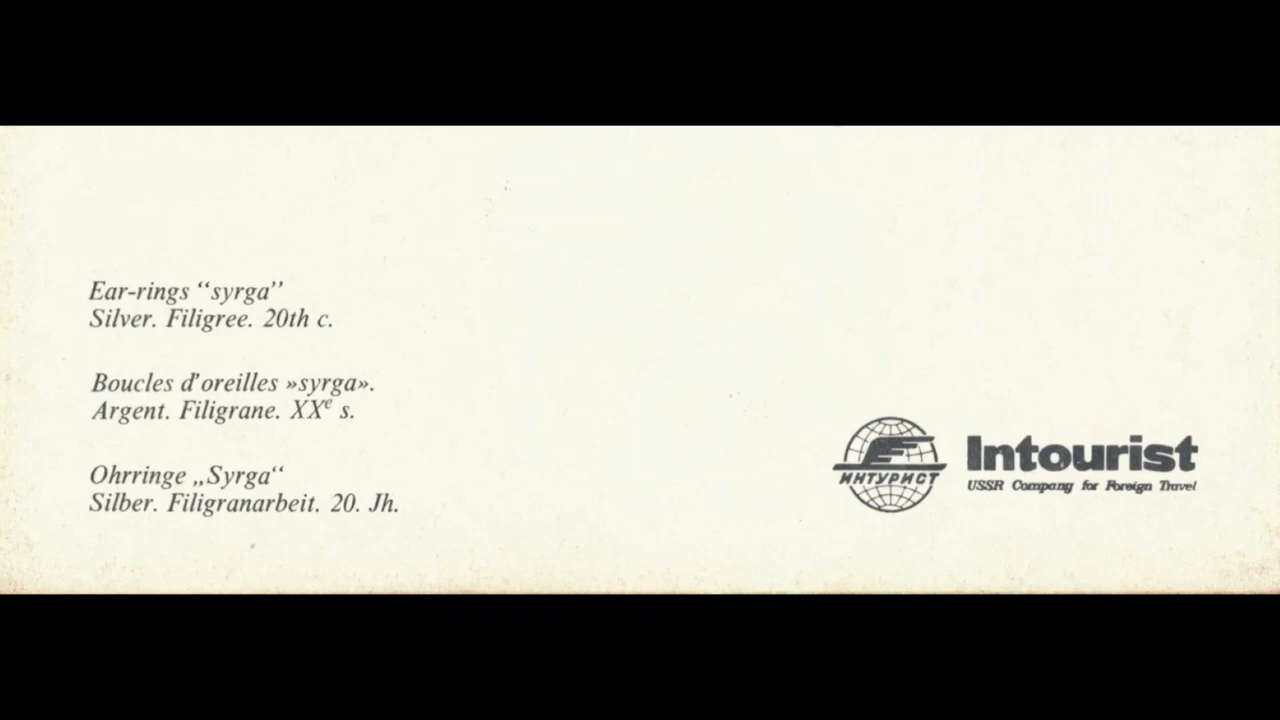 Ear-rings “syrga”
Silver. Filigree. 20th c.
Boucles d'oreilles »syrga».
Argent. Filigrane. XXᵉ s.
Ohrringe „Syrga“
Silber. Filigranarbeit. 20. Jh.
ИНТУРИСТ
Intourist
USSR Company for Foreign Travel